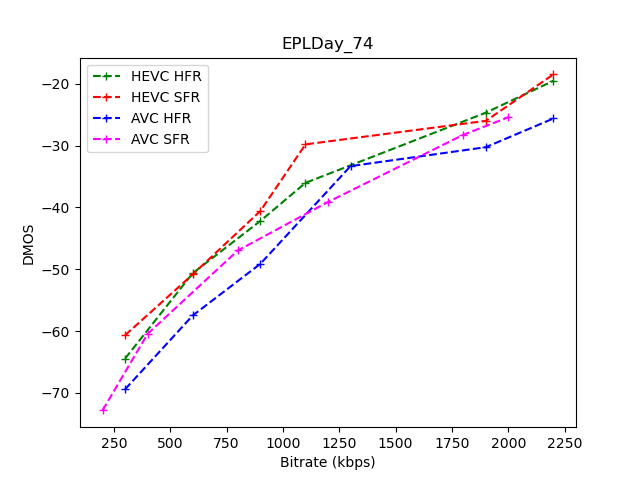 EPLDay_74
HEVC HFR
HEVC SFR
AVC HFR
AVC SFR
−20
−30
−40
−50
−60
−70
DMOS
250 500 750 1000 1250 1500 1750 2000 2250
Bitrate (kbps)